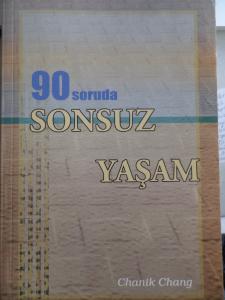 90 soruda
SONSUZ
YAŞAM
Chanik Chang